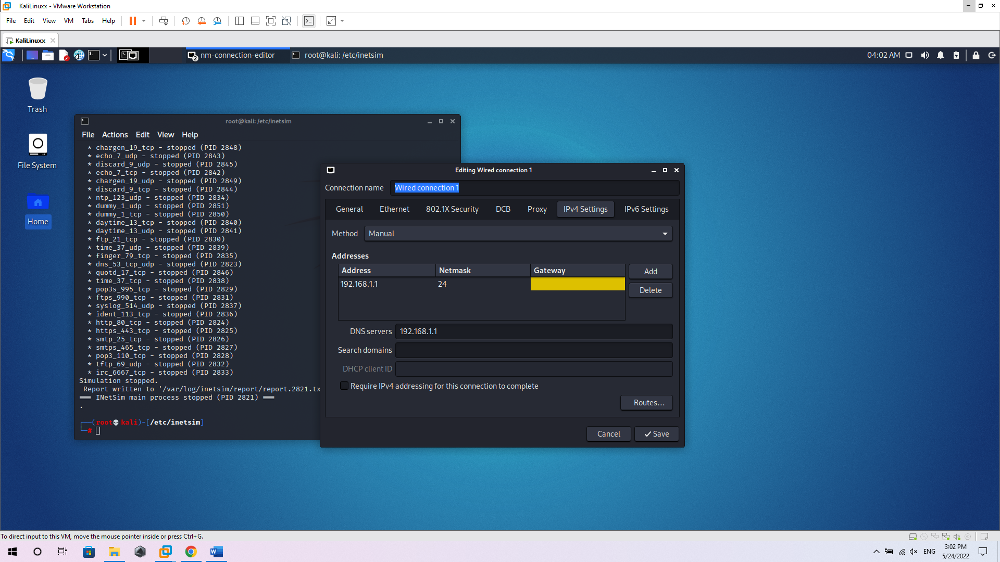 KaliLinuxx - VMware Workstation
File Edit View VM Tabs Help
KaliLinuxx
nm-connection-editor
2
root@kali: /etc/inetsim
04:02 AM
Trash
File System
Home
root@kali: /etc/inetsim
File Actions Edit View Help
* chargen_19_tcp - stopped (PID 2848)
* echo_7_udp - stopped (PID 2843)
* discard_9_udp - stopped (PID 2845)
* echo_7_tcp - stopped (PID 2842)
* chargen_19_udp - stopped (PID 2849)
* discard_9_tcp - stopped (PID 2844)
* ntp_123_udp - stopped (PID 2834)
* dummy_1_udp - stopped (PID 2851)
* dummy_1_tcp - stopped (PID 2850)
* daytime_13_tcp - stopped (PID 2840)
* daytime_13_udp - stopped (PID 2841)
* ftp_21_tcp - stopped (PID 2830)
* time_37_udp - stopped (PID 2839)
* finger_79_tcp - stopped (PID 2835)
* dns_53_tcp_udp - stopped (PID 2823)
* quotd_17_tcp - stopped (PID 2846)
* time_37_tcp - stopped (PID 2838)
* pop3s_995_tcp - stopped (PID 2829)
* ftps_990_tcp - stopped (PID 2831)
* syslog_514_udp - stopped (PID 2837)
* ident_113_tcp - stopped (PID 2836)
* http_80_tcp - stopped (PID 2824)
* https_443_tcp - stopped (PID 2825)
* smtp_25_tcp - stopped (PID 2826)
* smtps_465_tcp - stopped (PID 2827)
* pop3_110_tcp - stopped (PID 2828)
* tftp_69_udp - stopped (PID 2832)
* irc_6667_tcp - stopped (PID 2833)
Simulation stopped.
Report written to '/var/log/inetsim/report/report.2821.tx
=== INetSim main process stopped (PID 2821) ===
.
(root💀kali)-[/etc/inetsim]
#
Editing Wired connection 1
Connection name Wired connection 1
General Ethernet 802.1X Security DCB Proxy IPv4 Settings IPv6 Settings
Method Manual
Addresses
Address Netmask Gateway
192.168.1.1 24
Add
Delete
DNS servers 192.168.1.1
Search domains
DHCP client ID
Require IPv4 addressing for this connection to complete
Routes…
Cancel Save
To direct input to this VM, move the mouse pointer inside or press Ctrl+G.
ENG
3:02 PM
5/24/2022